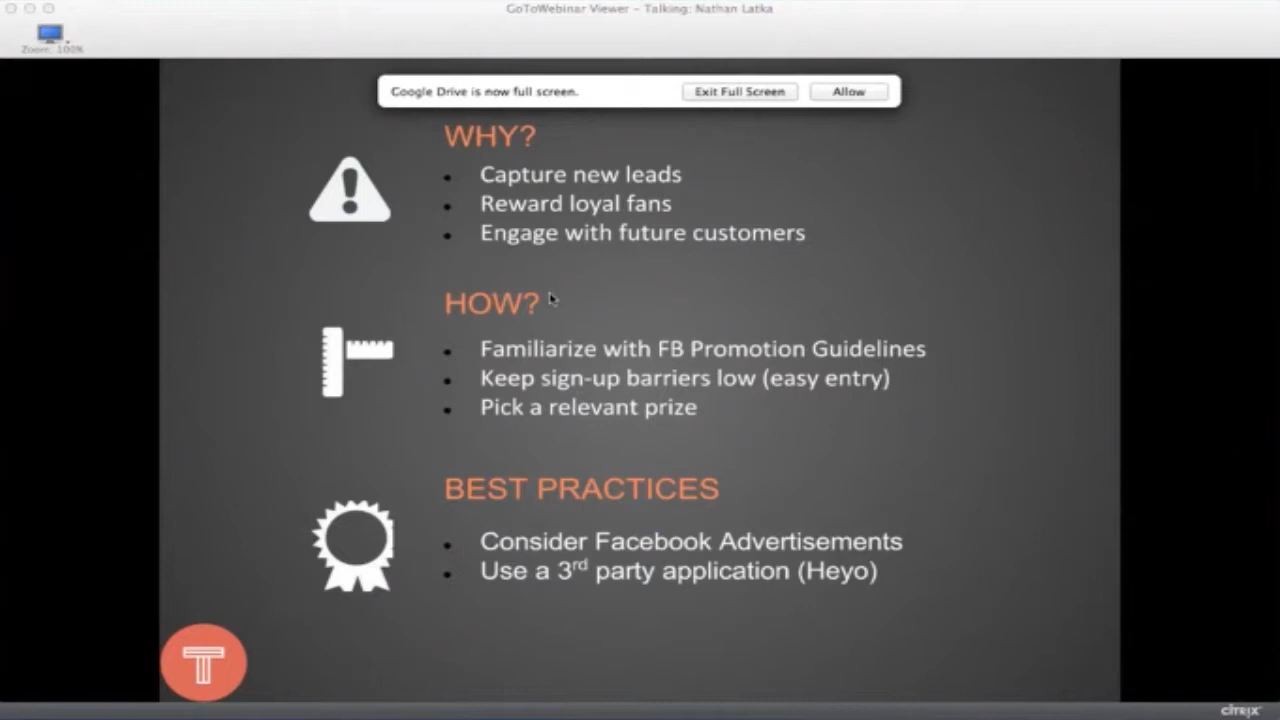 GoToWebinar Viewer – Talking: Nathan Latka
Zoom: 100%
Google Drive is now full screen.
Exit Full Screen
Allow
WHY?
Capture new leads
Reward loyal fans
Engage with future customers
HOW?
Familiarize with FB Promotion Guidelines
Keep sign-up barriers low (easy entry)
Pick a relevant prize
BEST PRACTICES
Consider Facebook Advertisements
Use a 3rd party application (Heyo)
T
CITRIX